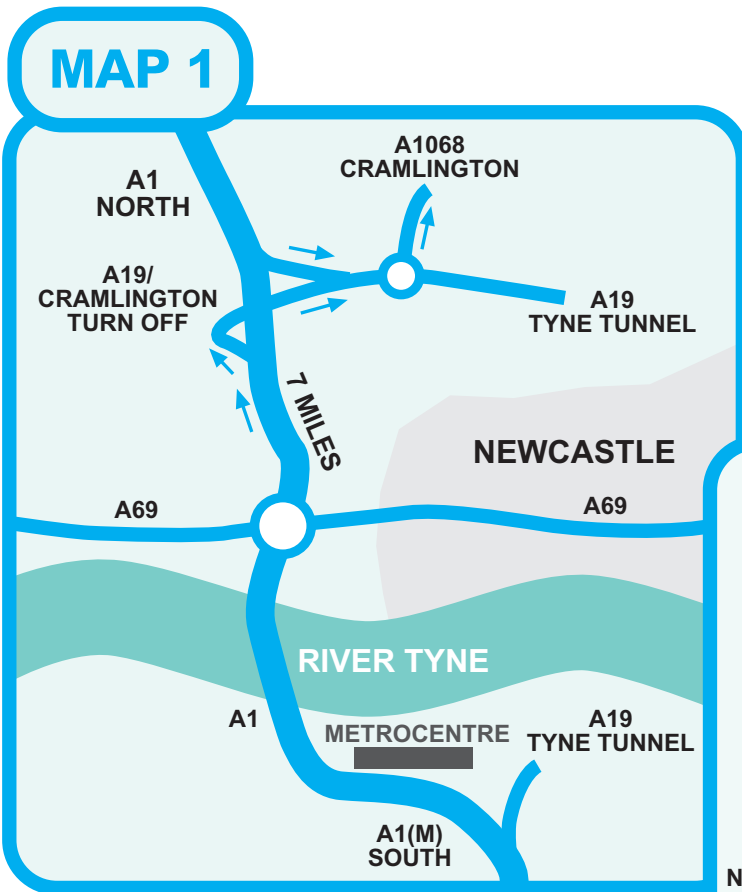 MAP 1
A1068
CRAMLINGTON
A1
NORTH
A19/
CRAMLINGTON
TURN OFF
A19
TYNE TUNNEL
7 MILES
NEWCASTLE
A69
A69
RIVER TYNE
A1
METROCENTRE
A19
TYNE TUNNEL
A1(M)
SOUTH
N